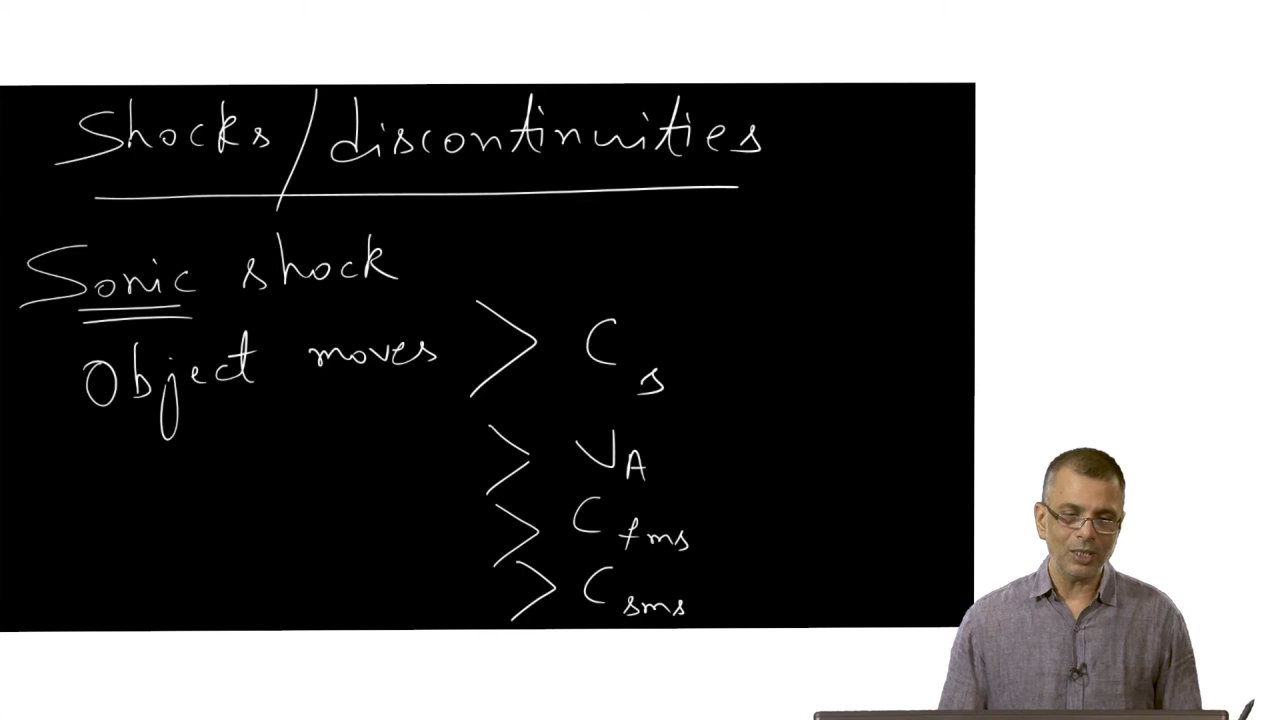 Shocks/discontinuities
Sonic shock
Object moves > Cs
> VA
> Cfms
> Csms